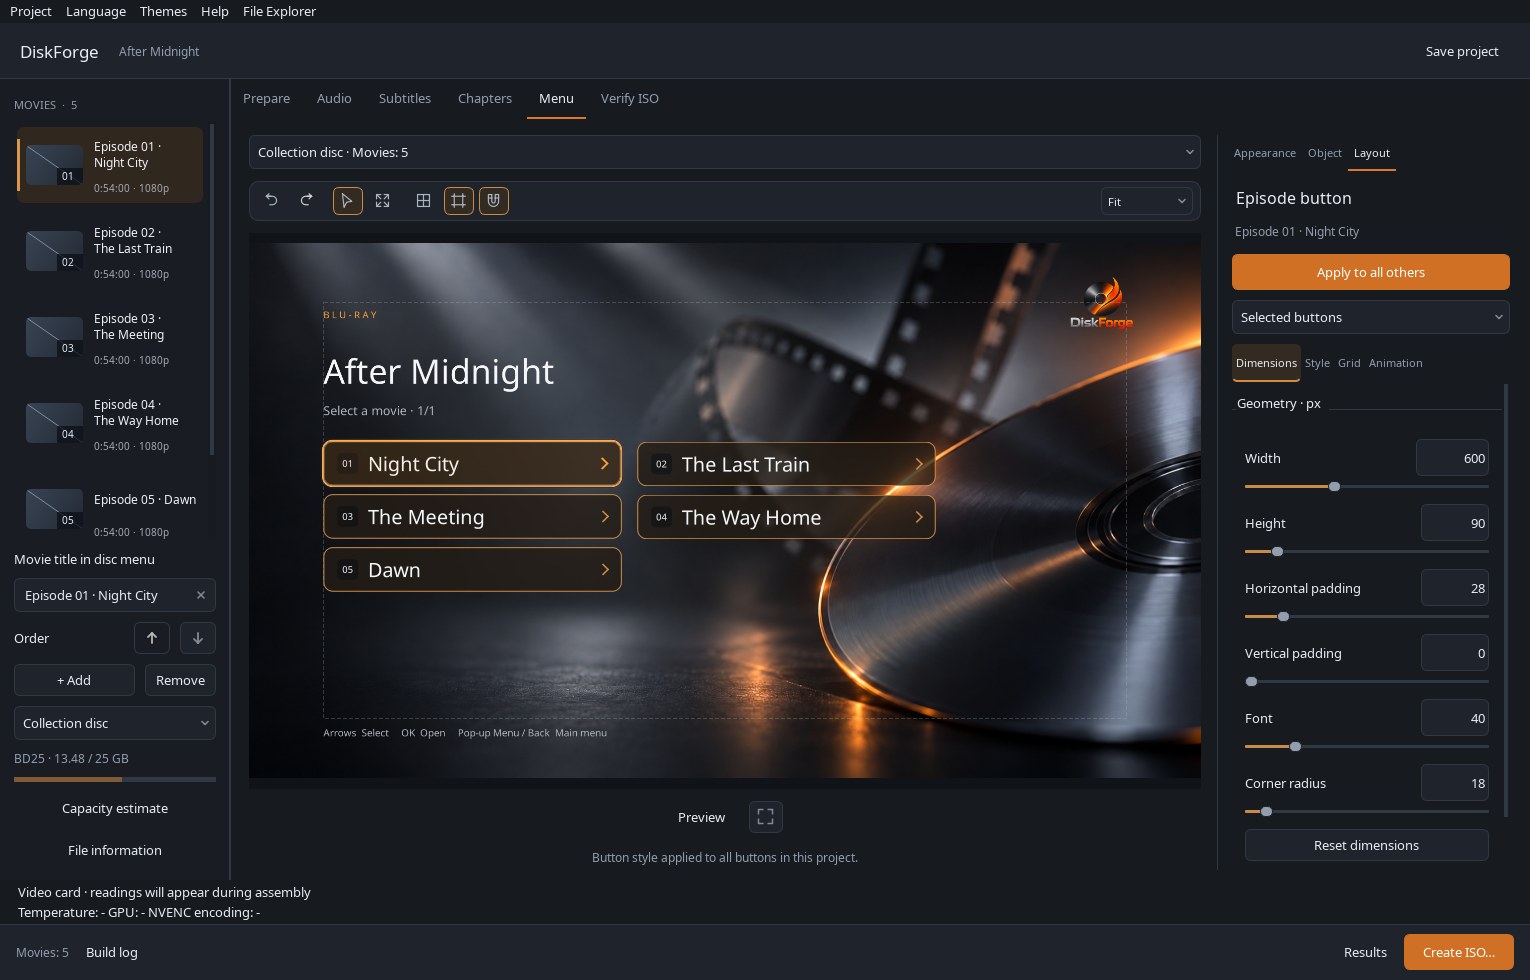 Project Language Themes Help File Explorer
DiskForge After Midnight Save project
MOVIES · 5
Episode 01 ·
Night City
01
0:54:00 · 1080p
Episode 02 ·
The Last Train
02
0:54:00 · 1080p
Episode 03 ·
The Meeting
03
0:54:00 · 1080p
Episode 04 ·
The Way Home
04
0:54:00 · 1080p
Episode 05 · Dawn
05
0:54:00 · 1080p
Movie title in disc menu
Episode 01 · Night City
Order
+ Add Remove
Collection disc
BD25 · 13.48 / 25 GB
Capacity estimate
File information
Prepare Audio Subtitles Chapters Menu Verify ISO
Collection disc · Movies: 5
Fit
DiskForge
BLU-RAY
After Midnight
Select a movie · 1/1
01 Night City
02 The Last Train
03 The Meeting
04 The Way Home
05 Dawn
Arrows Select OK Open Pop-up Menu / Back Main menu
Preview
Button style applied to all buttons in this project.
Appearance Object Layout
Episode button
Episode 01 · Night City
Apply to all others
Selected buttons
Dimensions Style Grid Animation
Geometry · px
Width 600
Height 90
Horizontal padding 28
Vertical padding 0
Font 40
Corner radius 18
Reset dimensions
Video card · readings will appear during assembly
Temperature: - GPU: - NVENC encoding: -
Movies: 5 Build log Results Create ISO...